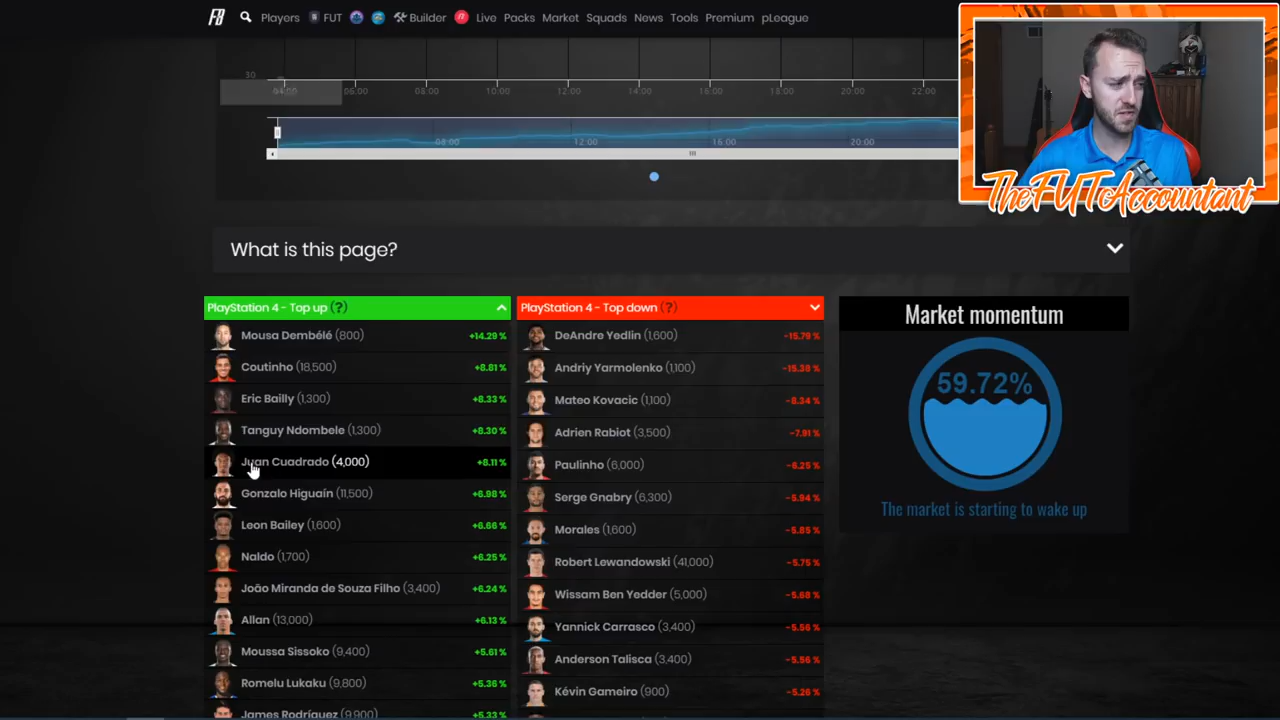 FB Players FUT Builder Live Packs Market Squads News Tools Premium pLeague
30
04:00 06:00 08:00 10:00 12:00 14:00 16:00 18:00 20:00 22:00
08:00 12:00 16:00 20:00
TheFUTAccountant
What is this page?
PlayStation 4 - Top up (?)
Mousa Dembélé (800) +14.29 %
Coutinho (18,500) +8.81 %
Eric Bailly (1,300) +8.33 %
Tanguy Ndombele (1,300) +8.30 %
Juan Cuadrado (4,000) +8.11 %
Gonzalo Higuaín (11,500) +6.98 %
Leon Bailey (1,600) +6.66 %
Naldo (1,700) +6.25 %
João Miranda de Souza Filho (3,400) +6.24 %
Allan (13,000) +6.13 %
Moussa Sissoko (9,400) +5.61 %
Romelu Lukaku (9,800) +5.36 %
James Rodríguez (9,900) +5.33 %
PlayStation 4 - Top down (?)
DeAndre Yedlin (1,600) -15.79 %
Andriy Yarmolenko (1,100) -15.38 %
Mateo Kovacic (1,100) -8.34 %
Adrien Rabiot (3,500) -7.91 %
Paulinho (6,000) -6.25 %
Serge Gnabry (6,300) -5.94 %
Morales (1,600) -5.85 %
Robert Lewandowski (41,000) -5.75 %
Wissam Ben Yedder (5,000) -5.68 %
Yannick Carrasco (3,400) -5.56 %
Anderson Talisca (3,400) -5.56 %
Kévin Gameiro (900) -5.26 %
Market momentum
59.72%
The market is starting to wake up